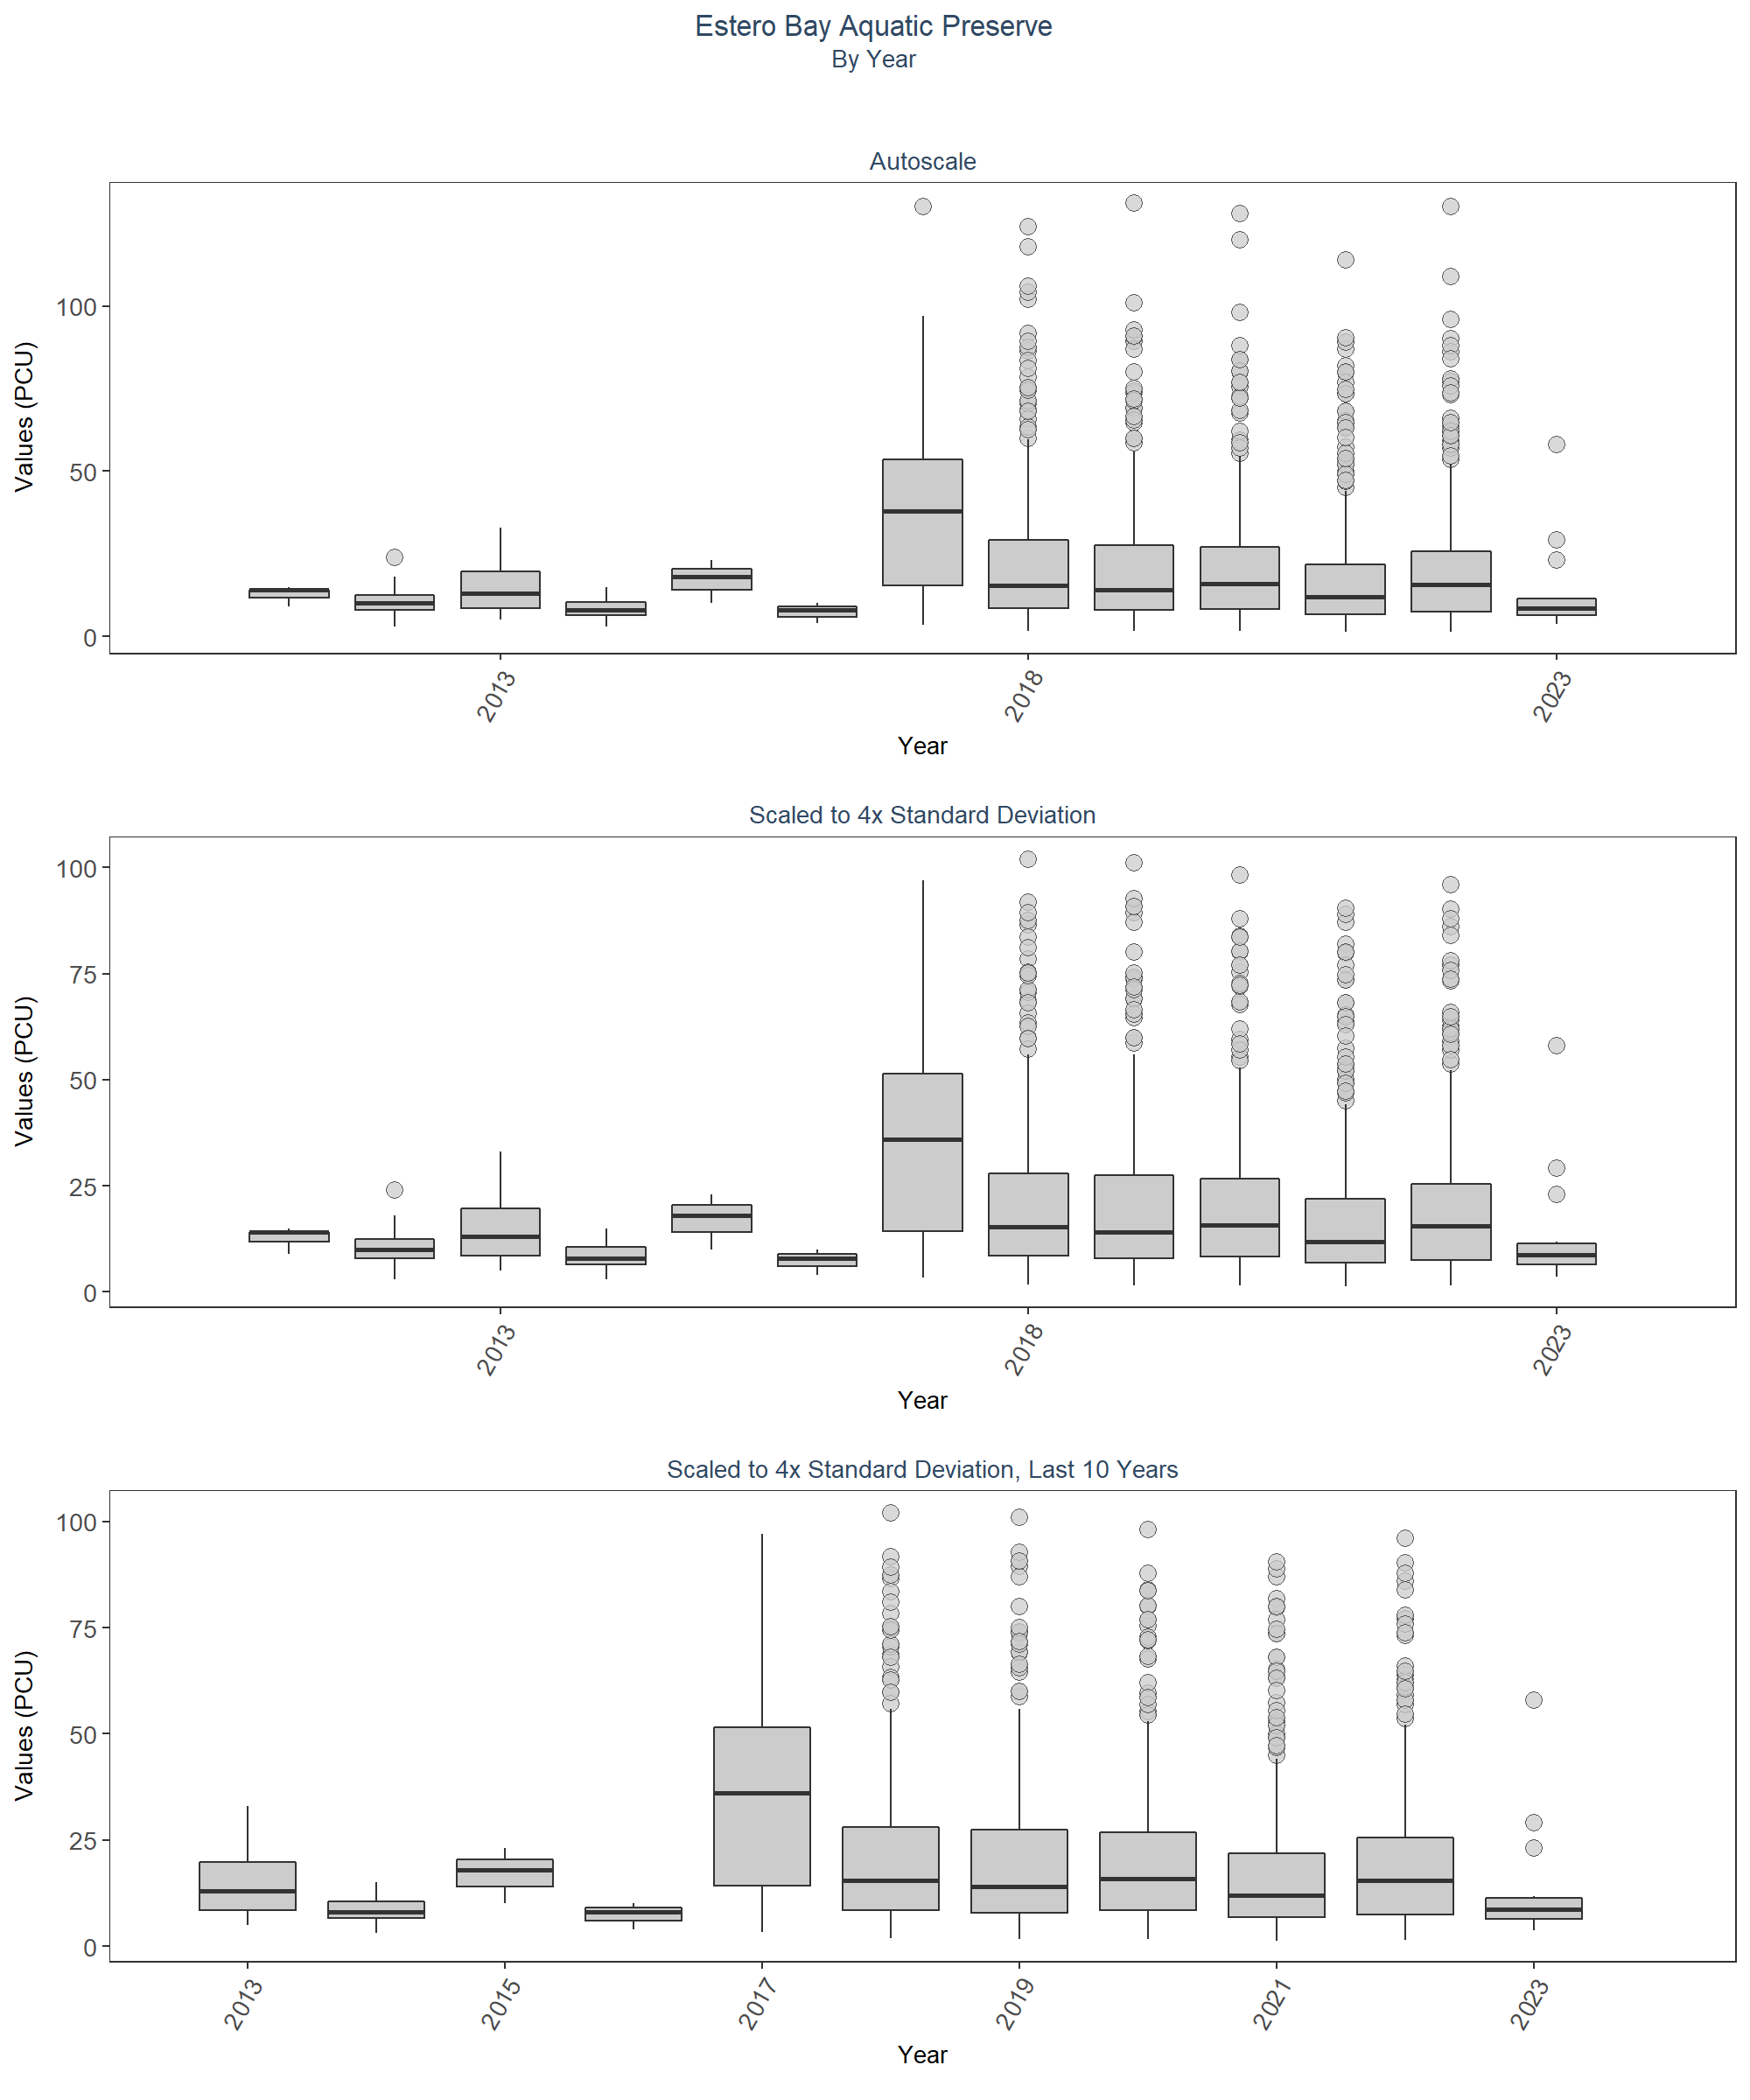 Estero Bay Aquatic Preserve
By Year
Autoscale
Values (PCU)
100
50
0
2013
2018
2023
Year
Scaled to 4x Standard Deviation
Values (PCU)
100
75
50
25
0
2013
2018
2023
Year
Scaled to 4x Standard Deviation, Last 10 Years
Values (PCU)
100
75
50
25
0
2013
2015
2017
2019
2021
2023
Year